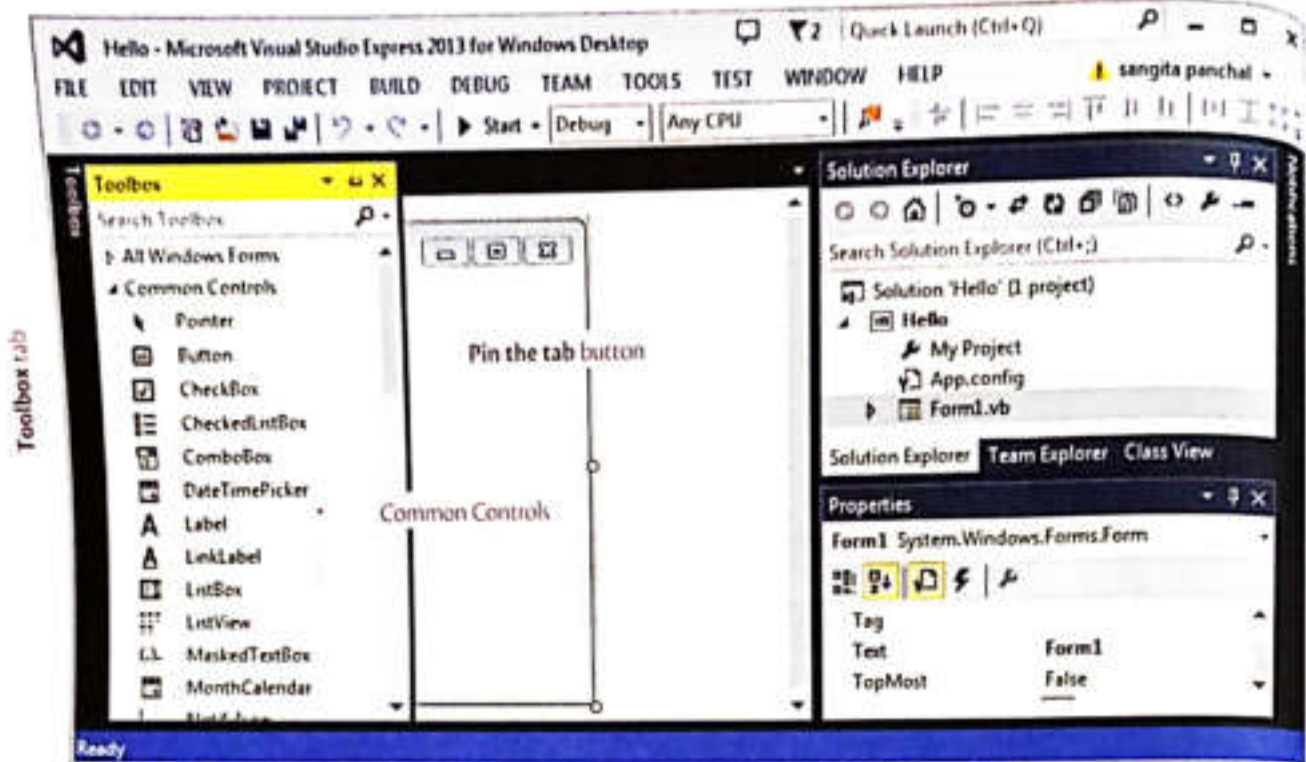 Hello - Microsoft Visual Studio Express 2013 for Windows Desktop
2
Quick Launch (Ctrl+Q)
FILE EDIT VIEW PROJECT BUILD DEBUG TEAM TOOLS TEST WINDOW HELP
sangita panchal
Start
Debug
Any CPU
Toolbox tab
Toolbox
Toolbox
Search Toolbox
All Windows Forms
Common Controls
Pointer
Button
CheckBox
CheckedListBox
ComboBox
DateTimePicker
Label
LinkLabel
ListBox
ListView
MaskedTextBox
MonthCalendar
Pin the tab button
Common Controls
Solution Explorer
Search Solution Explorer (Ctrl+;)
Solution 'Hello' (1 project)
Hello
My Project
App.config
Form1.vb
Solution Explorer Team Explorer Class View
Properties
Form1 System.Windows.Forms.Form
Tag
Text Form1
TopMost False
Notifications
Ready